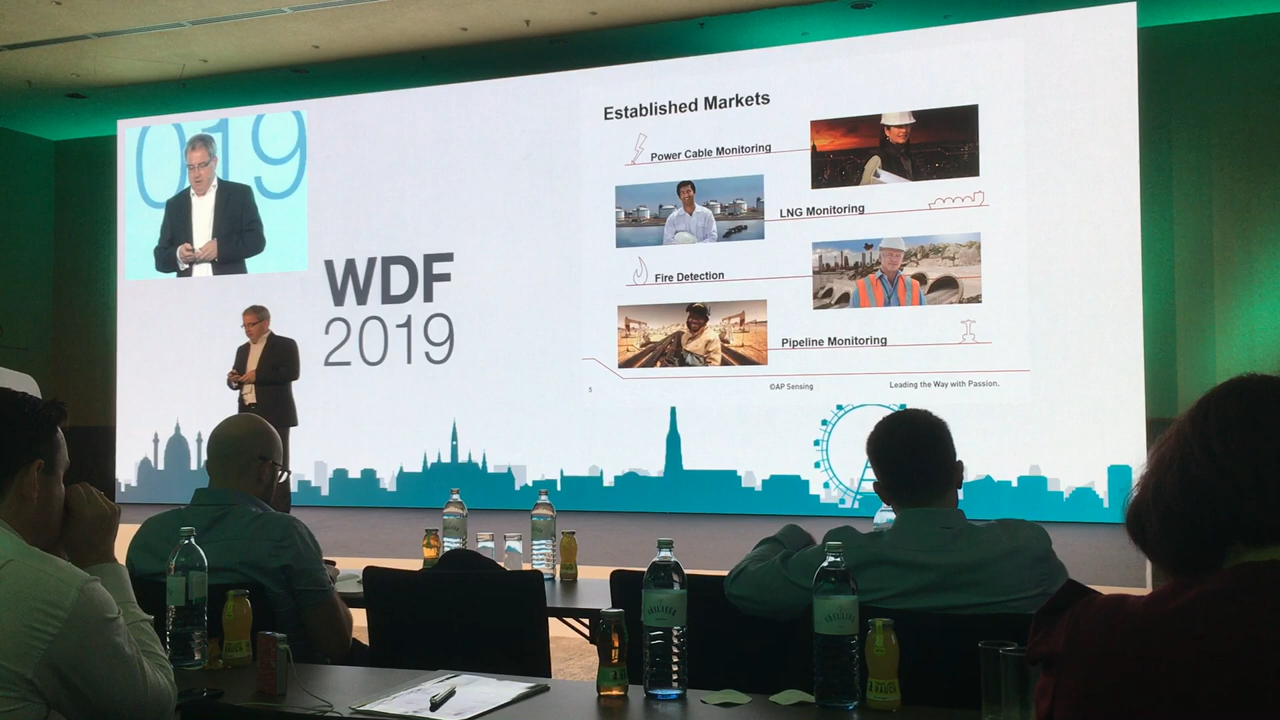 019
WDF
2019
Established Markets
Power Cable Monitoring
LNG Monitoring
Fire Detection
Pipeline Monitoring
5
©AP Sensing
Leading the Way with Passion.